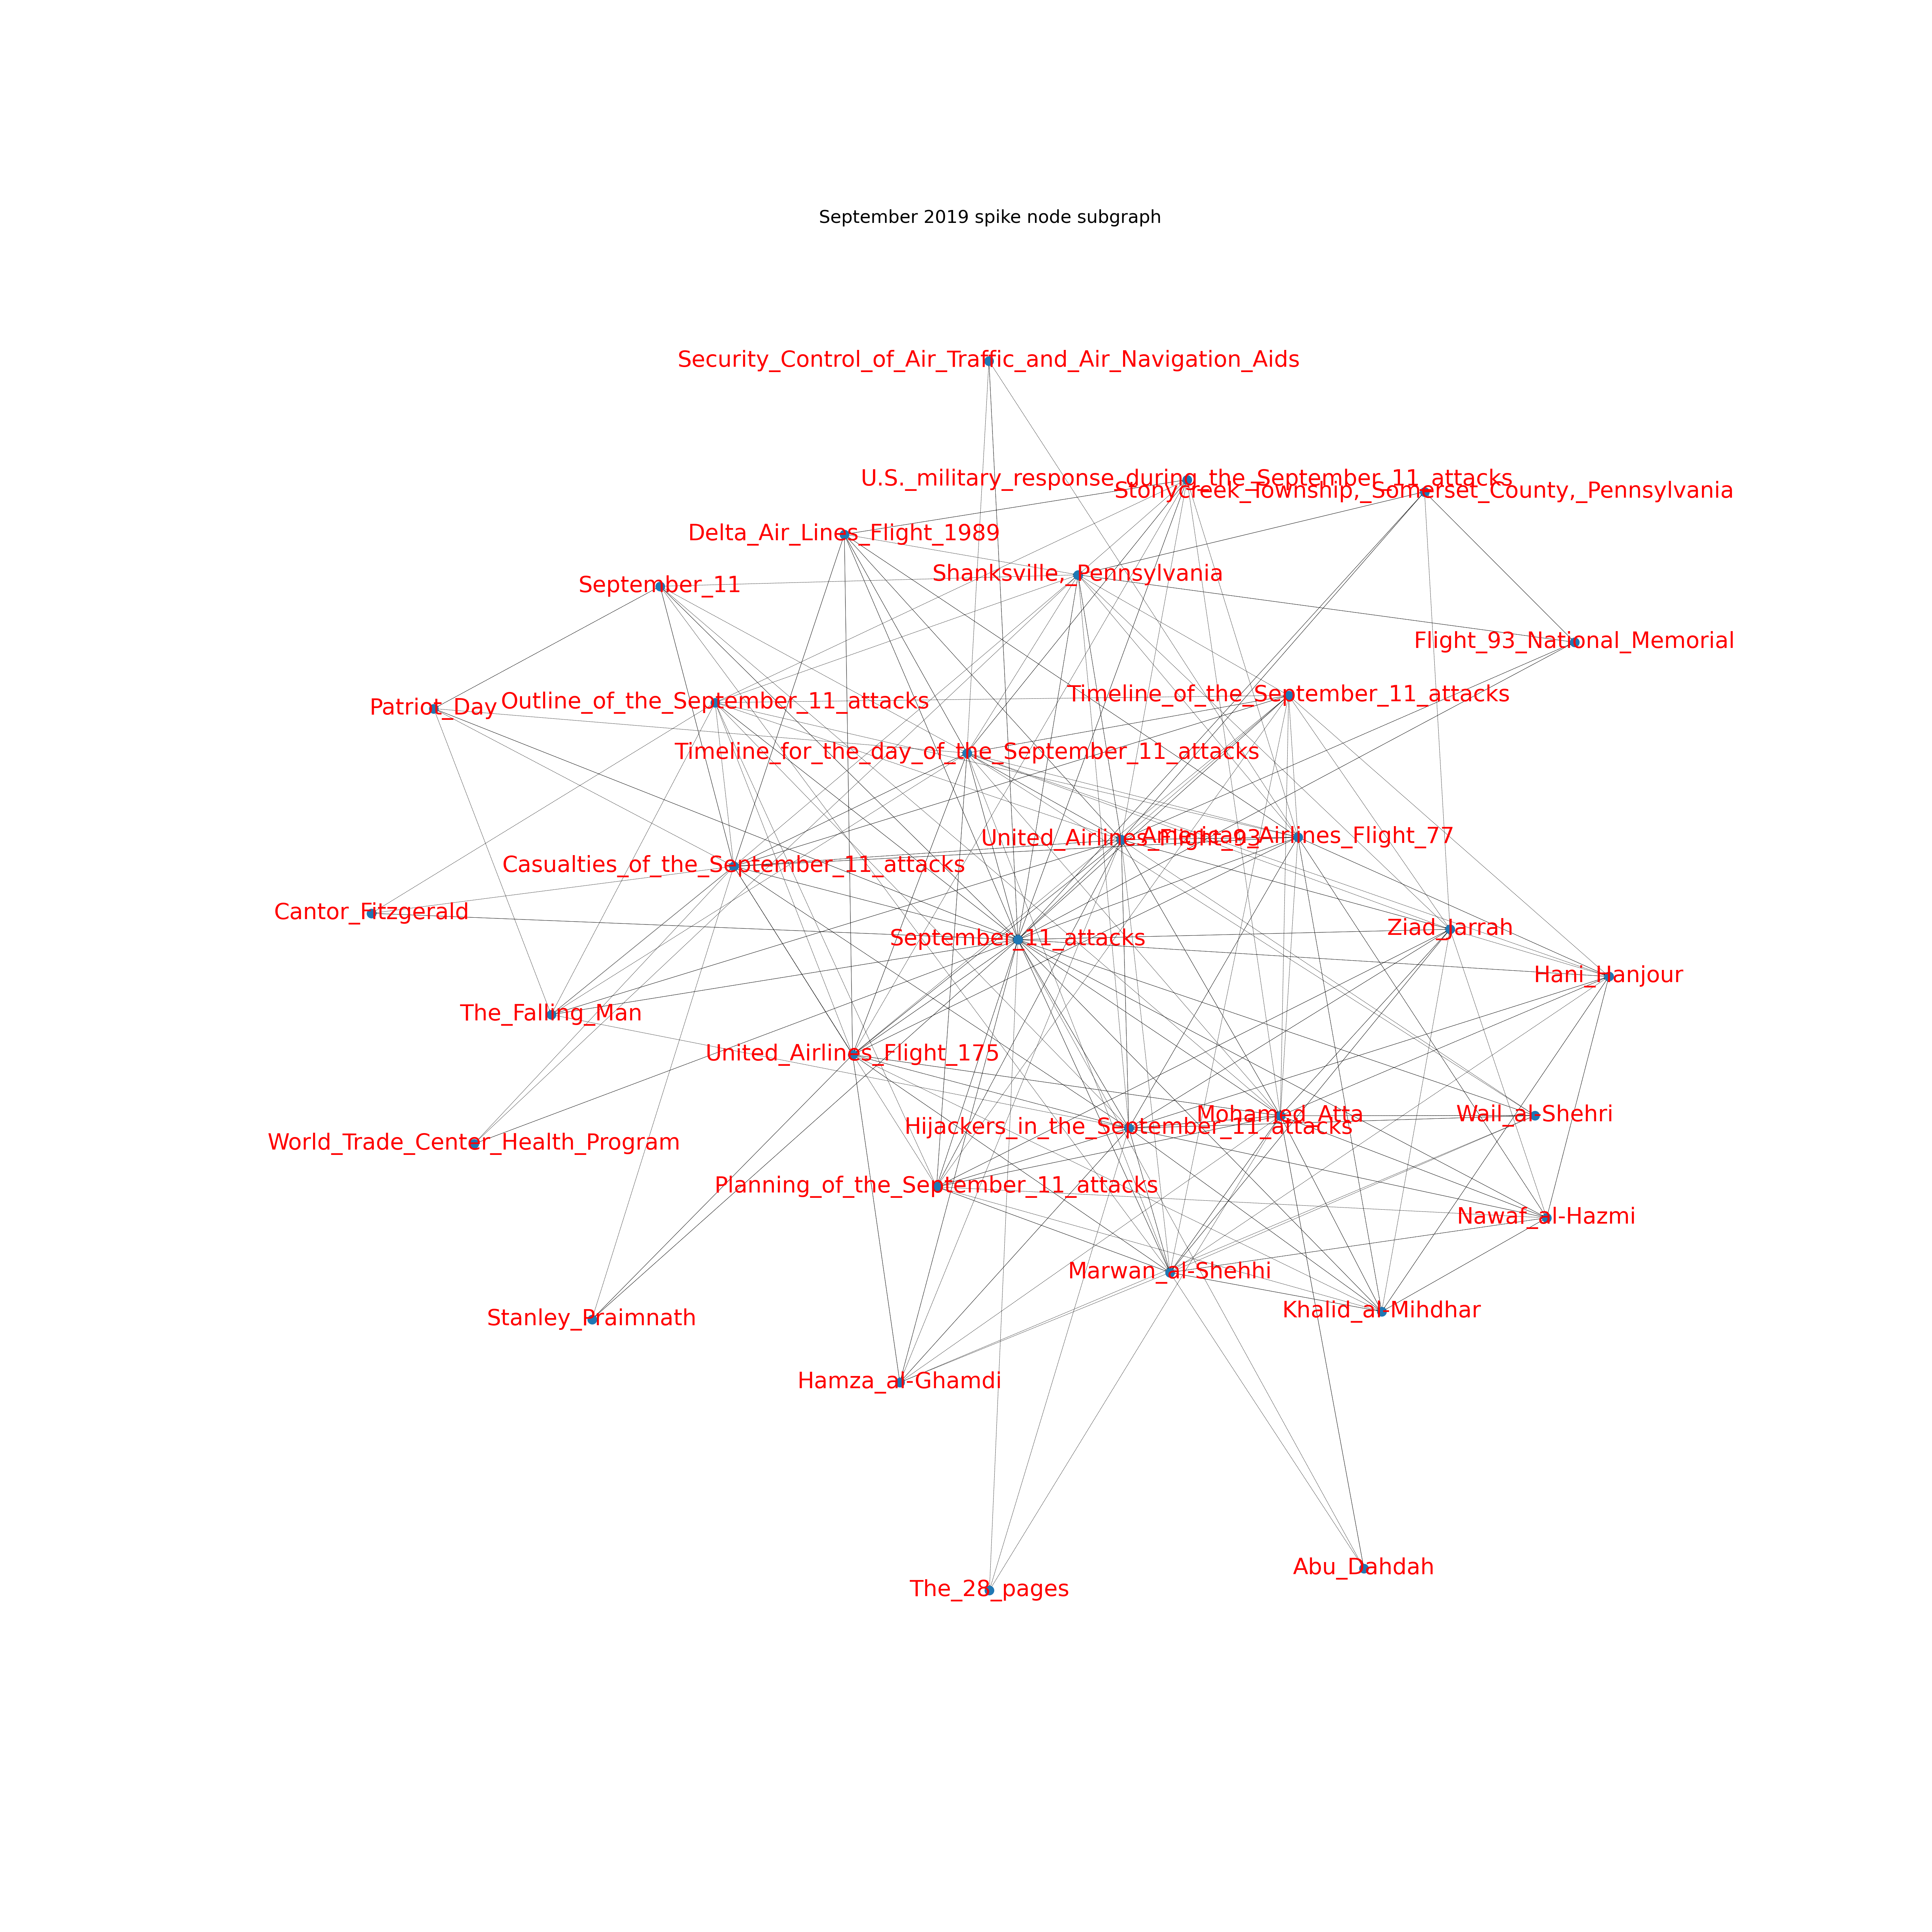 September 2019 spike node subgraph
Security_Control_of_Air_Traffic_and_Air_Navigation_Aids
U.S._military_response_during_the_September_11_attacks
Stonycreek_Township,_Somerset_County,_Pennsylvania
Delta_Air_Lines_Flight_1989
Shanksville,_Pennsylvania
September_11
Flight_93_National_Memorial
Timeline_of_the_September_11_attacks
Outline_of_the_September_11_attacks
Patriot_Day
Timeline_for_the_day_of_the_September_11_attacks
United_Airlines_Flight_93
American_Airlines_Flight_77
Casualties_of_the_September_11_attacks
Cantor_Fitzgerald
Ziad_Jarrah
September_11_attacks
Hani_Hanjour
The_Falling_Man
United_Airlines_Flight_175
Mohamed_Atta
Wail_al-Shehri
Hijackers_in_the_September_11_attacks
World_Trade_Center_Health_Program
Planning_of_the_September_11_attacks
Nawaf_al-Hazmi
Marwan_al-Shehhi
Khalid_al-Mihdhar
Stanley_Praimnath
Hamza_al-Ghamdi
Abu_Dahdah
The_28_pages